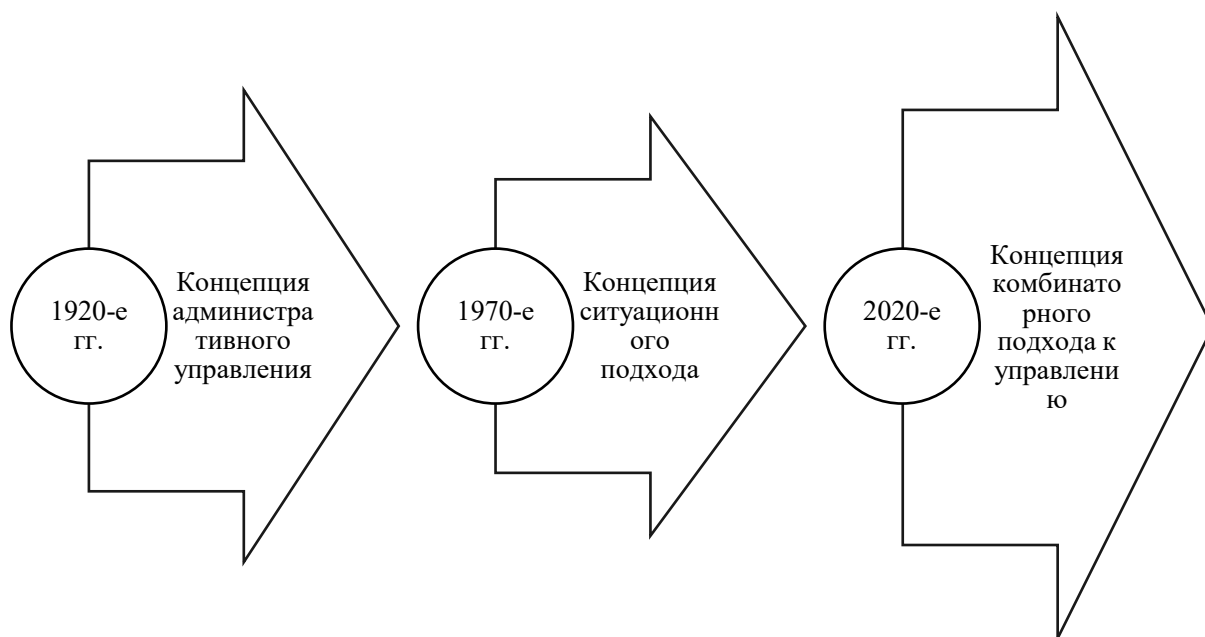 1920-е
гг.
Концепция
администра
тивного
управления
1970-е
гг.
Концепция
ситуационн
ого
подхода
2020-е
гг.
Концепция
комбинато
рного
подхода к
управлени
ю